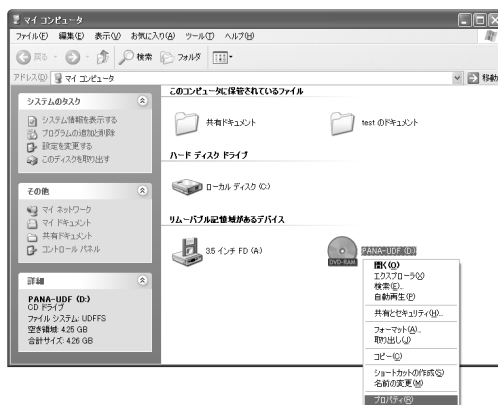 マイ コンピュータ
ファイル(F) 編集(E) 表示(V) お気に入り(A) ツール(T) ヘルプ(H)
戻る 検索 フォルダ
アドレス(D) マイ コンピュータ 移動
システムのタスク
システム情報を表示する
プログラムの追加と削除
設定を変更する
このディスクを取り出す
その他
マイ ネットワーク
マイ ドキュメント
共有ドキュメント
コントロール パネル
詳細
PANA-UDF (D:)
CD ドライブ
ファイル システム: UDFFS
空き領域: 4.25 GB
合計サイズ: 4.26 GB
このコンピュータに保管されているファイル
共有ドキュメント test のドキュメント
ハード ディスク ドライブ
ローカル ディスク (C:)
リムーバブル記憶域があるデバイス
3.5 インチ FD (A:)
DVD-RAM PANA-UDF (D:)
開く(O)
エクスプローラ(X)
検索(E)...
自動再生(P)
共有とセキュリティ(H)...
フォーマット(A)...
取り出し(J)
コピー(C)
ショートカットの作成(S)
名前の変更(M)
プロパティ(R)